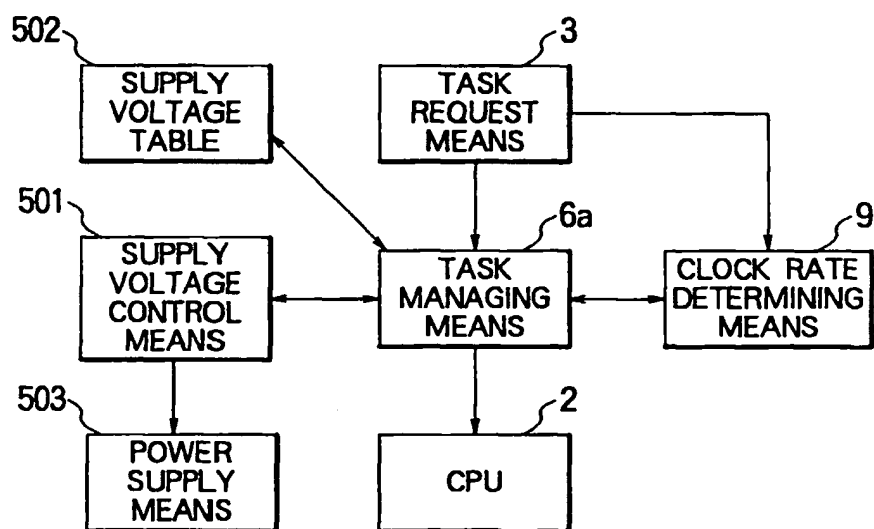 502
SUPPLY
VOLTAGE
TABLE
3
TASK
REQUEST
MEANS
501
SUPPLY
VOLTAGE
CONTROL
MEANS
6a
TASK
MANAGING
MEANS
9
CLOCK RATE
DETERMINING
MEANS
503
POWER
SUPPLY
MEANS
2
CPU